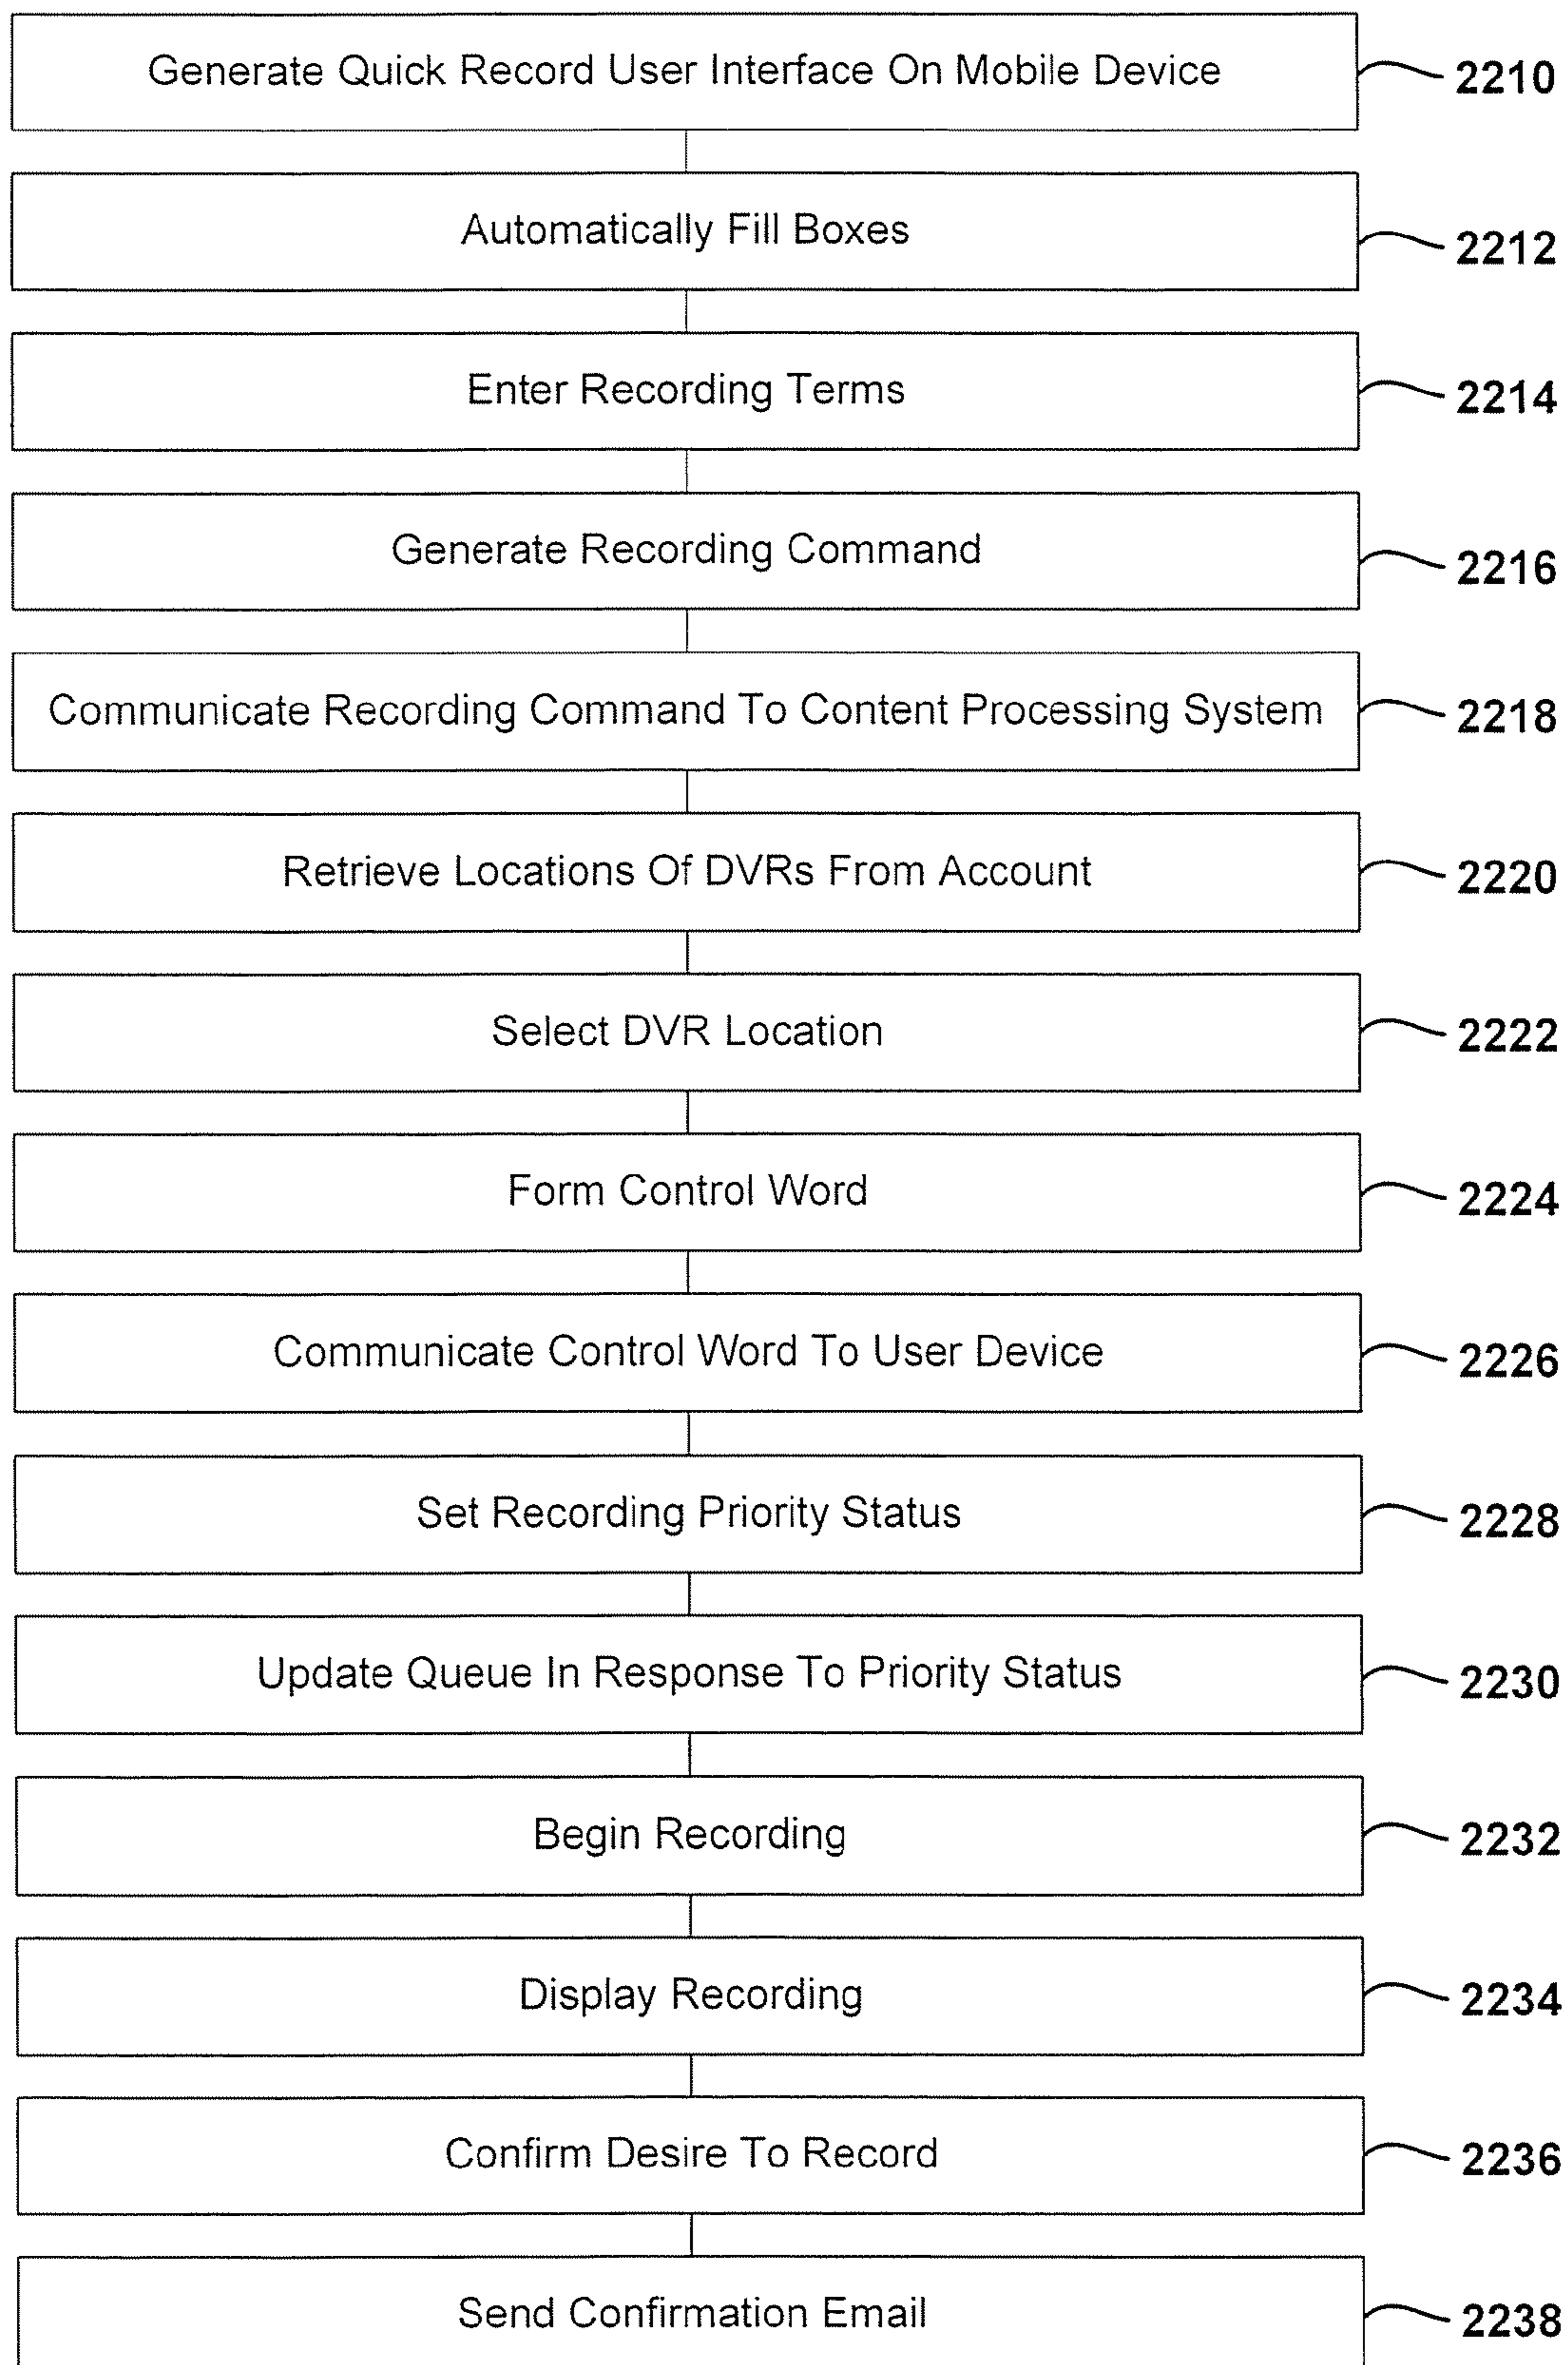 Generate Quick Record User Interface On Mobile Device 2210
Automatically Fill Boxes 2212
Enter Recording Terms 2214
Generate Recording Command 2216
Communicate Recording Command To Content Processing System 2218
Retrieve Locations Of DVRs From Account 2220
Select DVR Location 2222
Form Control Word 2224
Communicate Control Word To User Device 2226
Set Recording Priority Status 2228
Update Queue In Response To Priority Status 2230
Begin Recording 2232
Display Recording 2234
Confirm Desire To Record 2236
Send Confirmation Email 2238